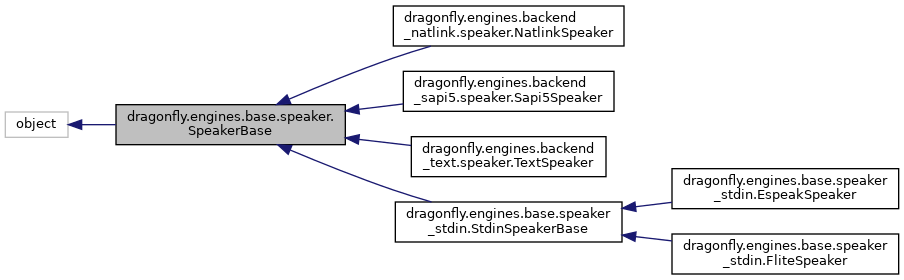 object
dragonfly.engines.base.speaker.
SpeakerBase
dragonfly.engines.backend
_natlink.speaker.NatlinkSpeaker
dragonfly.engines.backend
_sapi5.speaker.Sapi5Speaker
dragonfly.engines.backend
_text.speaker.TextSpeaker
dragonfly.engines.base.speaker
_stdin.StdinSpeakerBase
dragonfly.engines.base.speaker
_stdin.EspeakSpeaker
dragonfly.engines.base.speaker
_stdin.FliteSpeaker